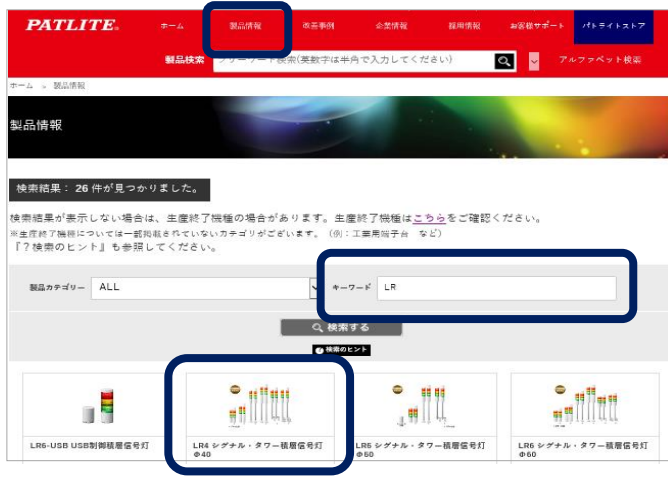 PATLITE
ホーム 製品情報 改善事例 企業情報 採用情報 お客様サポート パトライトストア
製品検索 フリーワード検索(英数字は半角で入力してください) アルファベット検索
ホーム > 製品情報
製品情報
検索結果： 26 件が見つかりました。
検索結果が表示しない場合は、生産終了機種の場合があります。生産終了機種はこちらをご確認ください。
※生産終了機種については一部掲載されていないカテゴリがございます。（例：工業用端子台 など）
『？検索のヒント』も参照してください。
製品カテゴリー ALL キーワード LR
検索する
?検索のヒント
LR6-USB USB制御積層信号灯
LR4 シグナル・タワー積層信号灯
Φ40
LR5 シグナル・タワー積層信号灯
Φ50
LR6 シグナル・タワー積層信号灯
Φ60